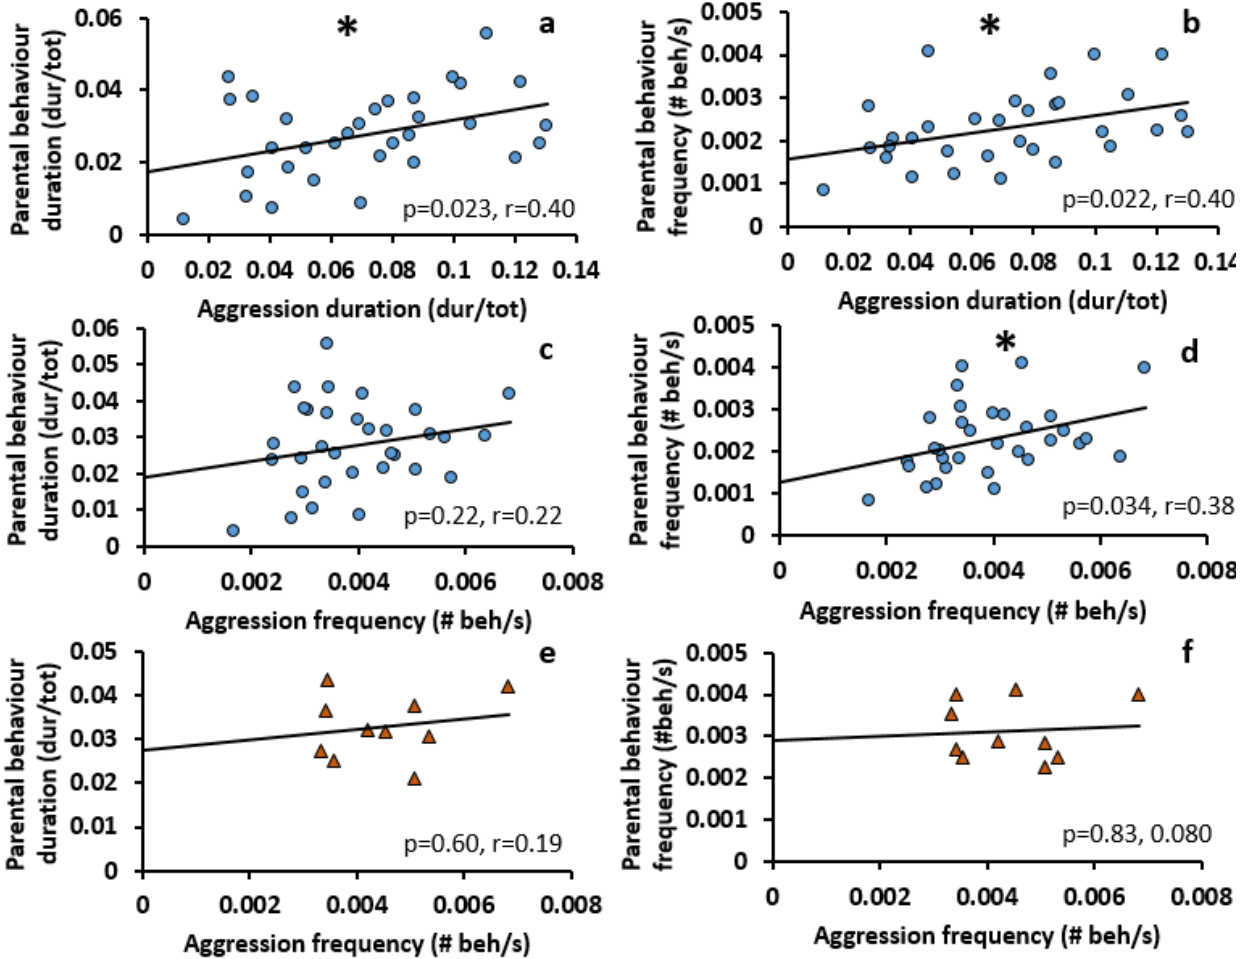 Parental behaviour
duration (dur/tot)
0.06
0.04
0.02
0
*
a
p=0.023, r=0.40
0 0.02 0.04 0.06 0.08 0.1 0.12 0.14
Aggression duration (dur/tot)
Parental behaviour
frequency (# beh/s)
0.005
0.004
0.003
0.002
0.001
0
*
b
p=0.022, r=0.40
0 0.02 0.04 0.06 0.08 0.1 0.12 0.14
Aggression duration (dur/tot)
Parental behaviour
duration (dur/tot)
0.06
0.05
0.04
0.03
0.02
0.01
0
c
p=0.22, r=0.22
0 0.002 0.004 0.006 0.008
Aggression frequency (# beh/s)
Parental behaviour
frequency (# beh/s)
0.005
0.004
0.003
0.002
0.001
0
*
d
p=0.034, r=0.38
0 0.002 0.004 0.006 0.008
Aggression frequency (# beh/s)
Parental behaviour
duration (dur/tot)
0.05
0.04
0.03
0.02
0.01
0
e
p=0.60, r=0.19
0 0.002 0.004 0.006 0.008
Aggression frequency (# beh/s)
Parental behaviour
frequency (#beh/s)
0.005
0.004
0.003
0.002
0.001
0
f
p=0.83, 0.080
0 0.002 0.004 0.006 0.008
Aggression frequency (# beh/s)